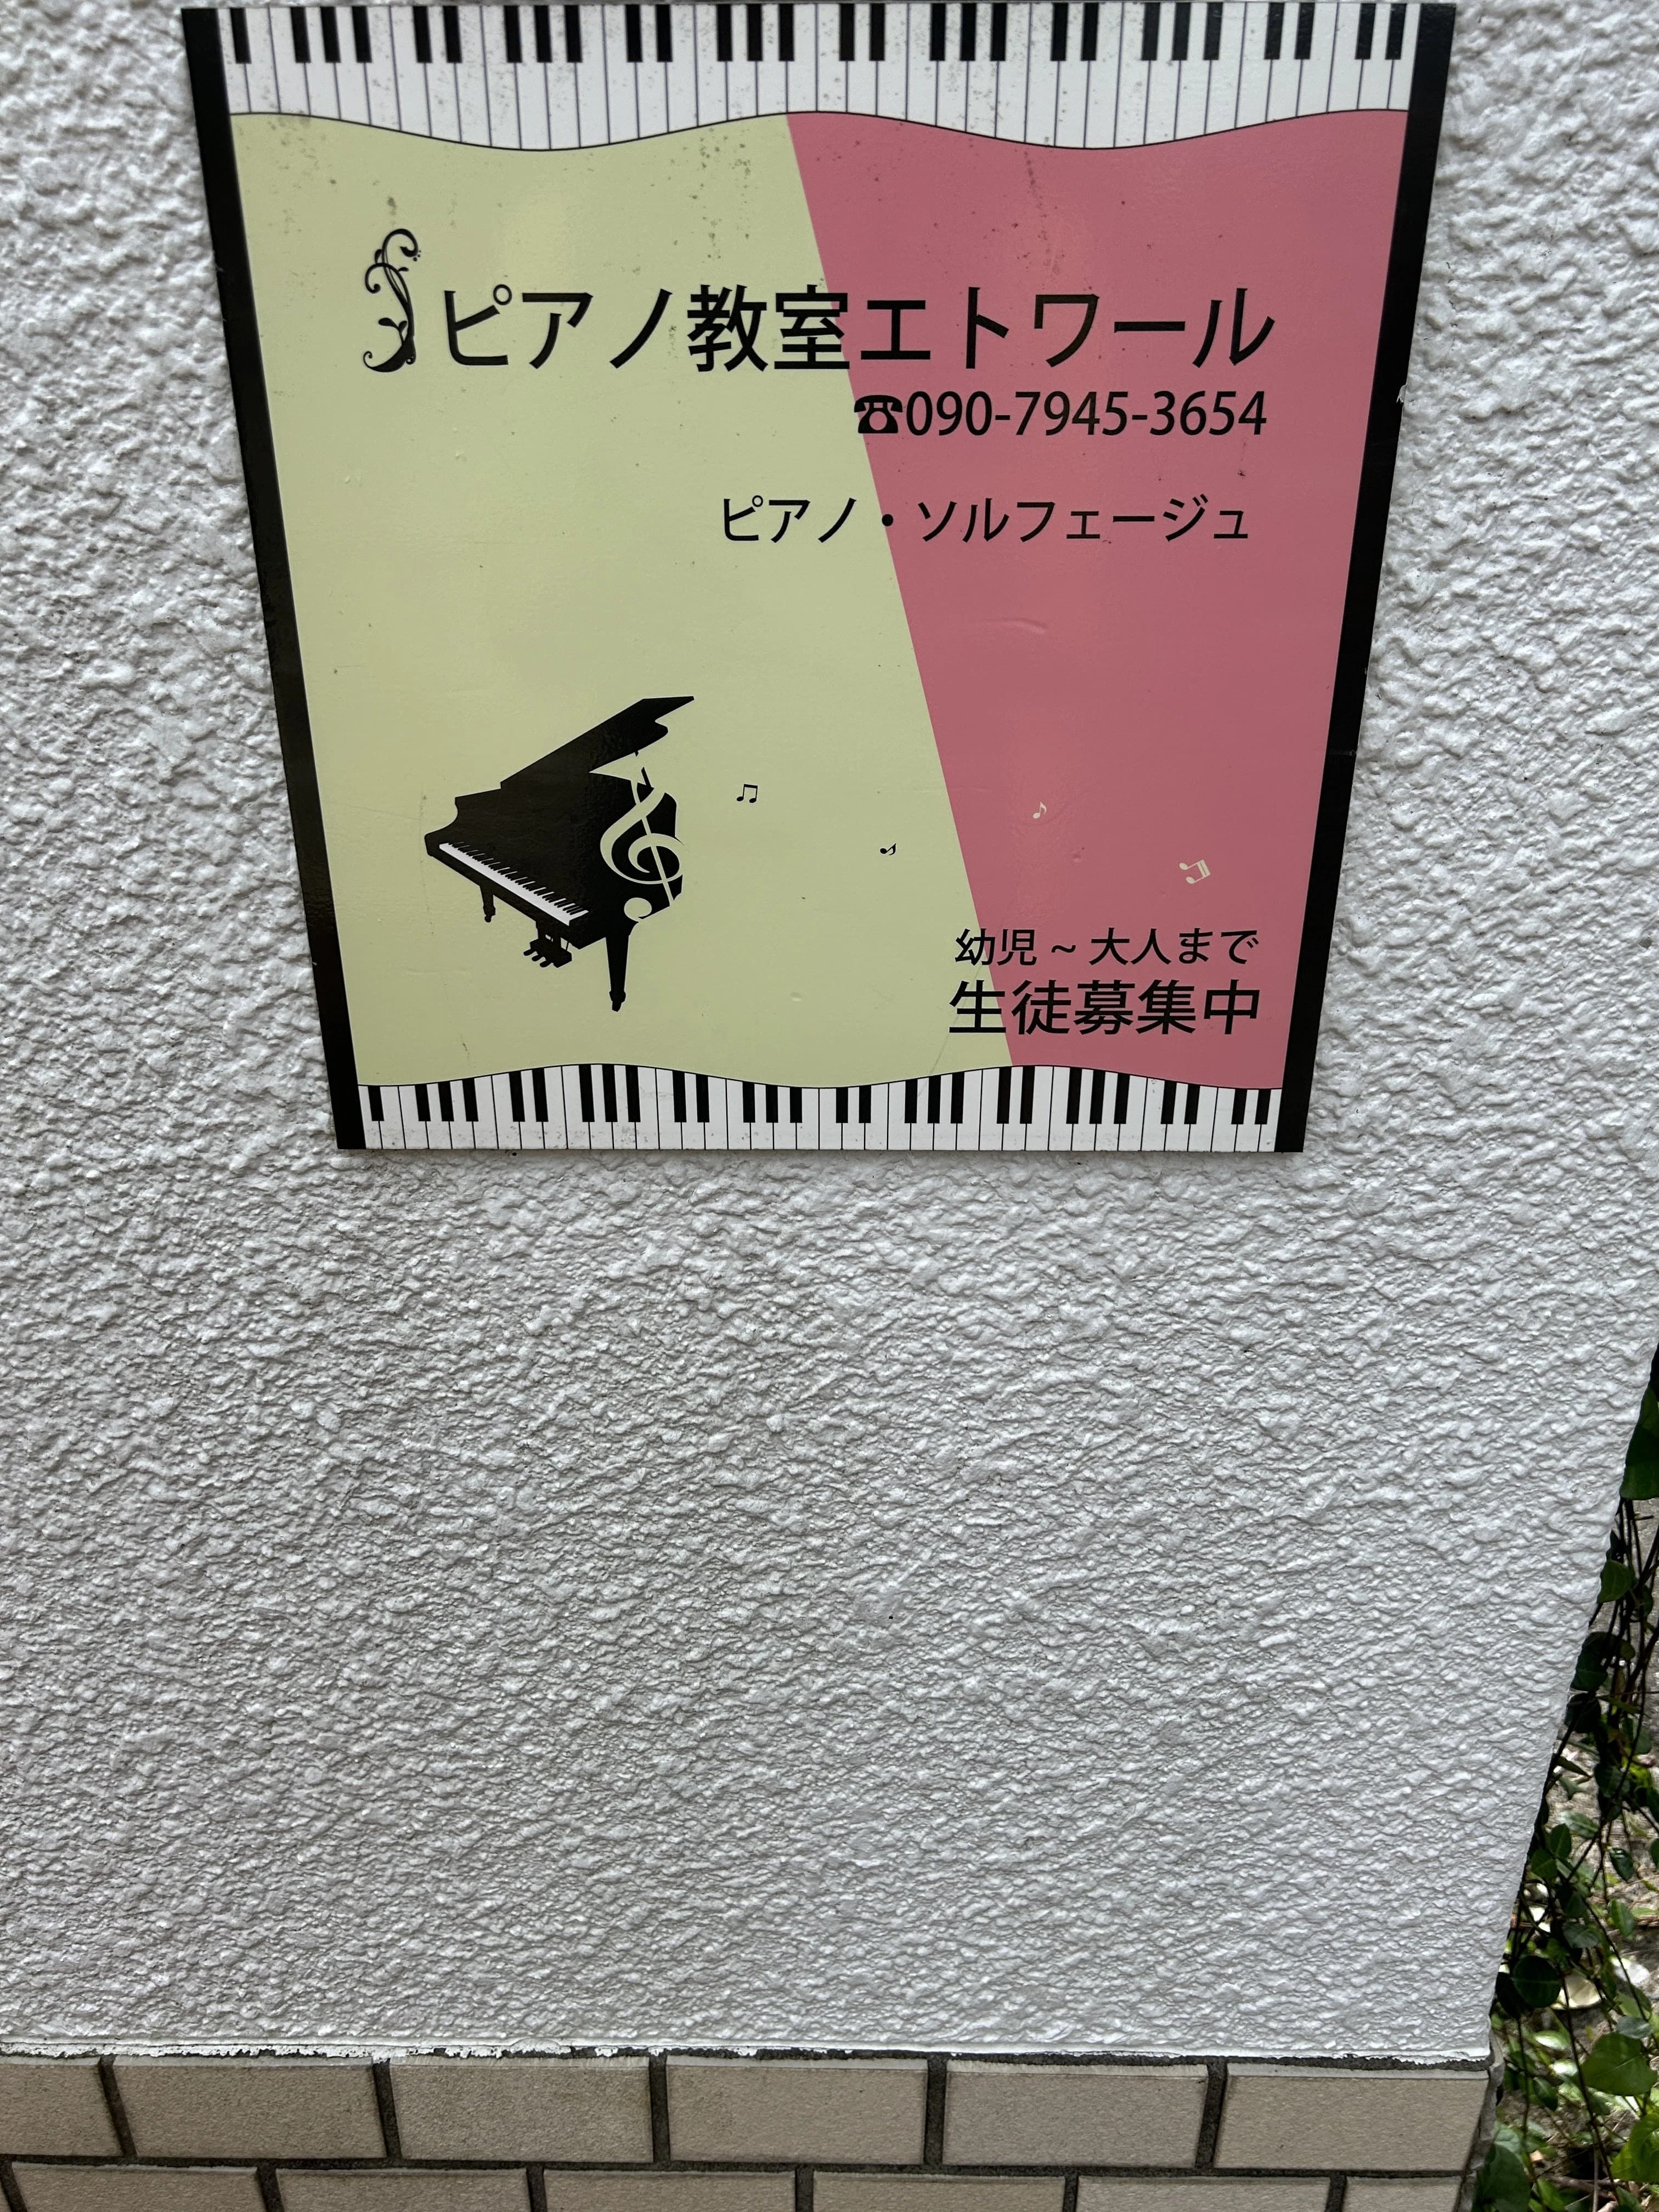 ピアノ教室エトワール
☎090-7945-3654
ピアノ・ソルフェージュ
幼児~大人まで
生徒募集中